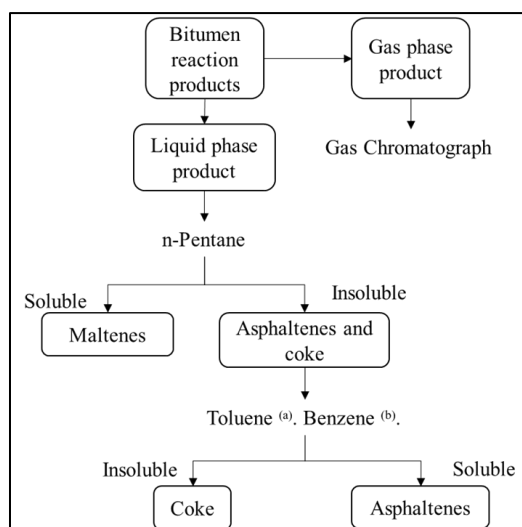 Bitumen
reaction
products
Gas phase
product
Liquid phase
product
Gas Chromatograph
n-Pentane
Soluble
Insoluble
Maltenes
Asphaltenes and
coke
Toluene (a). Benzene (b).
Insoluble
Soluble
Coke
Asphaltenes